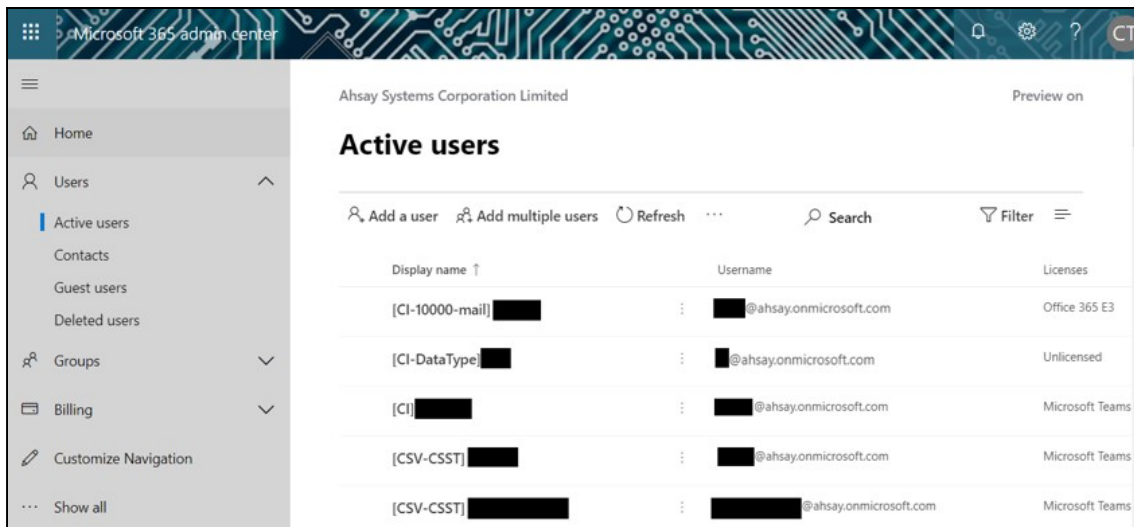 Microsoft 365 admin center
?
CT
Ahsay Systems Corporation Limited
Preview on
Home
Active users
Users
Add a user
Add multiple users
Refresh
...
Search
Filter
Active users
Contacts
Guest users
Deleted users
Groups
Billing
Customize Navigation
... Show all
Display name ↑
Username
Licenses
[CI-10000-mail]
@ahsay.onmicrosoft.com
Office 365 E3
[CI-DataType]
@ahsay.onmicrosoft.com
Unlicensed
[CI]
@ahsay.onmicrosoft.com
Microsoft Teams
[CSV-CSST]
@ahsay.onmicrosoft.com
Microsoft Teams
[CSV-CSST]
@ahsay.onmicrosoft.com
Microsoft Teams